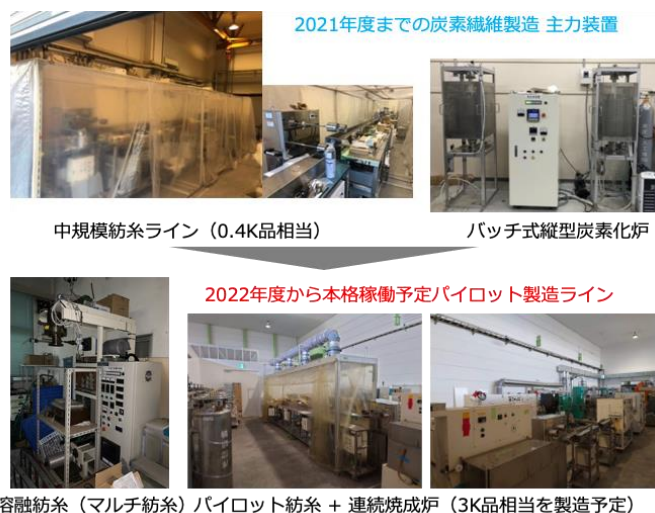 2021年度までの炭素繊維製造 主力装置
中規模紡糸ライン（0.4K品相当）
バッチ式縦型炭素化炉
2022年度から本格稼働予定パイロット製造ライン
容融紡糸（マルチ紡糸）パイロット紡糸 + 連続焼成炉（3K品相当を製造予定）